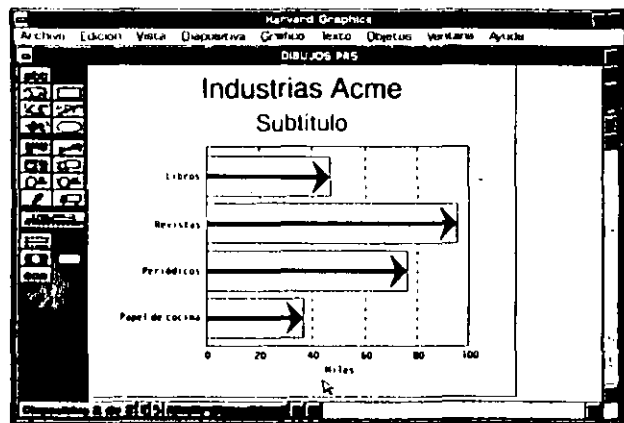 Harvard Graphics
Archivo Edicion Vista Diapositiva Grafico Texto Objetos Ventana Ayuda
DIBUJOS.PRS
abc
Industrias Acme
Subtitulo
Libros
Revistas
Periódicos
Papel de cocina
0 20 40 60 80 100
Miles